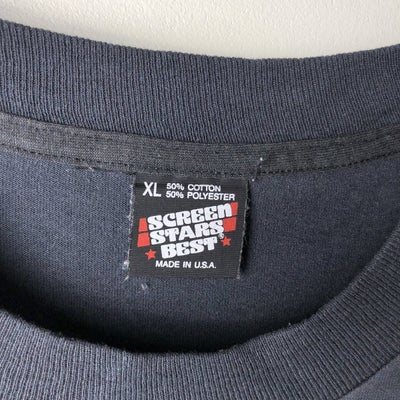 XL 50% COTTON
50% POLYESTER
SCREEN
STARS
BEST®
MADE IN U.S.A.